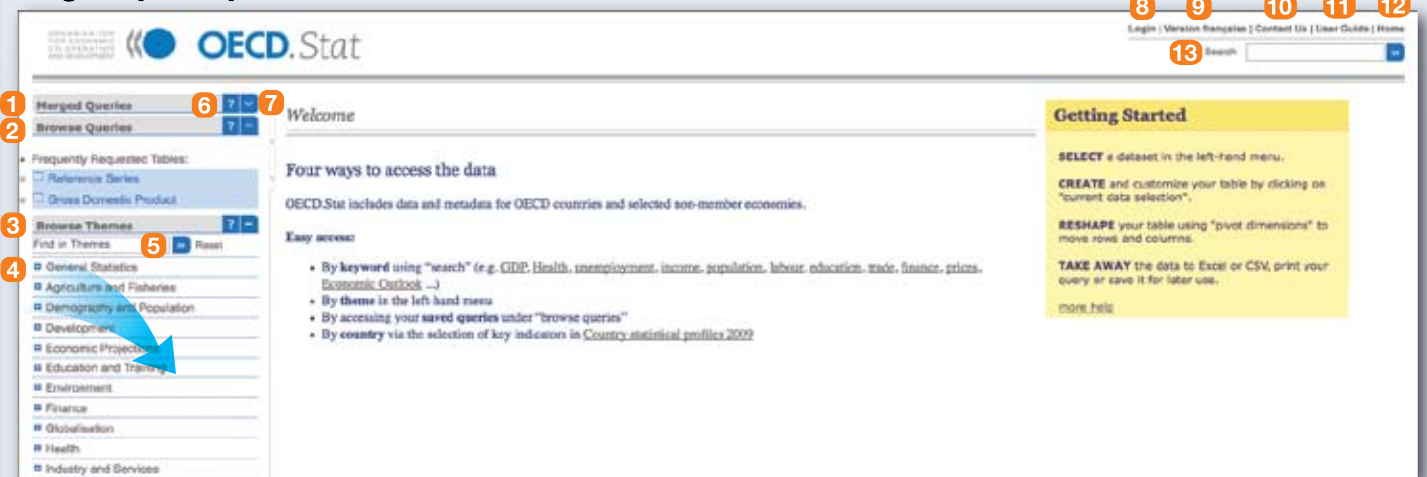 8 9 10 11 12
Login | Version française | Contact Us | User Guide | Home
OECD.Stat
13 Search
1 Merged Queries 6 ? 7
2 Browse Queries ? −
Frequently Requested Tables:
Reference Series
Gross Domestic Product
3 Browse Themes ? −
Find in Themes 5 Reset
4 General Statistics
Agriculture and Fisheries
Demography and Population
Development
Economic Projections
Education and Training
Environment
Finance
Globalisation
Health
Industry and Services
Welcome
Four ways to access the data
OECD.Stat includes data and metadata for OECD countries and selected non-member economies.
Easy access:
• By keyword using "search" (e.g. GDP, Health, unemployment, income, population, labour, education, trade, finance, prices,
Economic Outlook ...)
• By theme in the left-hand menu
• By accessing your saved queries under "browse queries"
• By country via the selection of key indicators in Country statistical profiles 2009
Getting Started
SELECT a dataset in the left-hand menu.
CREATE and customize your table by clicking on
"current data selection".
RESHAPE your table using "pivot dimensions" to
move rows and columns.
TAKE AWAY the data to Excel or CSV, print your
query or save it for later use.
more help